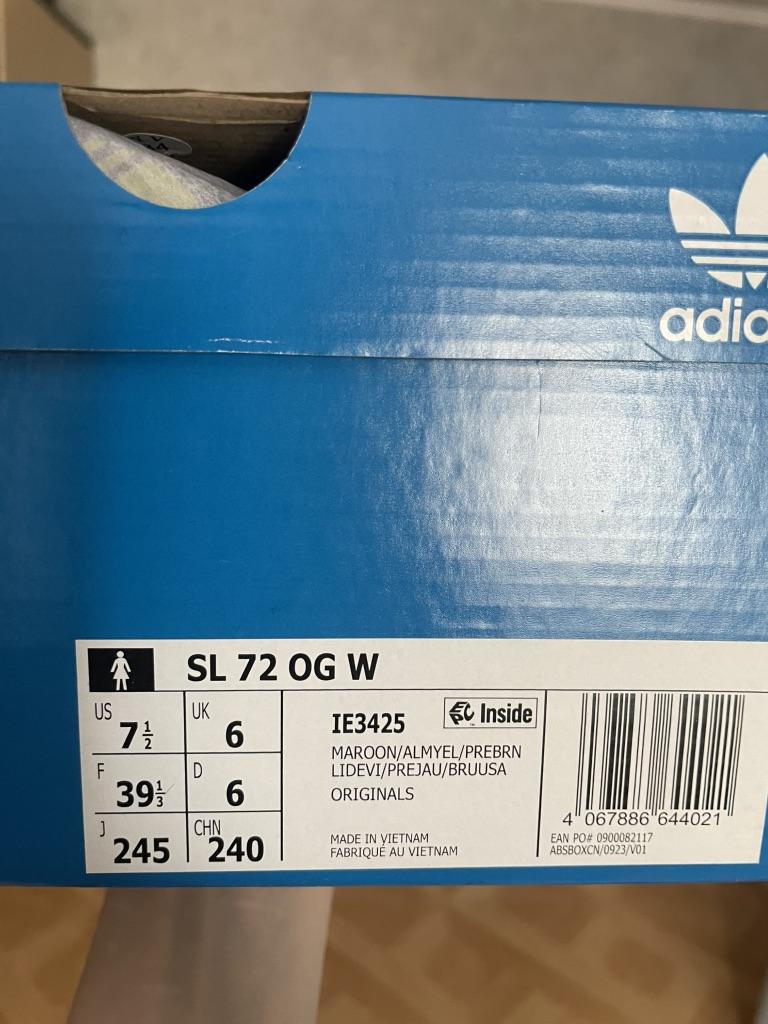 adid
SL 72 OG W
US 7½
UK 6
F 39⅓
D 6
J 245
CHN 240
IE3425
Inside
MAROON/ALMYEL/PREBRN
LIDEVI/PREJAU/BRUUSA
ORIGINALS
MADE IN VIETNAM
FABRIQUÉ AU VIETNAM
4 067886 644021
EAN PO# 0900082117
ABSBOXCN/0923/V01